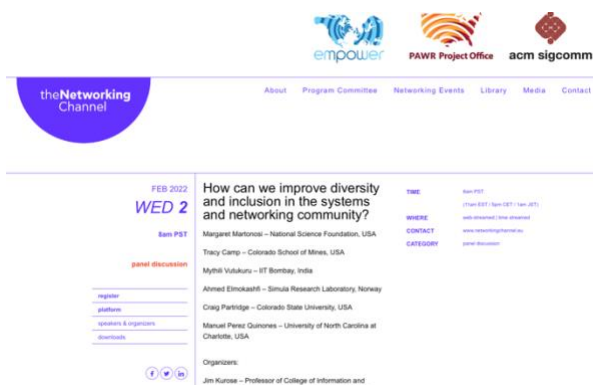 empower
PAWR Project Office
acm sigcomm
theNetworking
Channel
About Program Committee Networking Events Library Media Contact
FEB 2022
WED 2
8am PST
panel discussion
register
platform
speakers & organizers
downloads
How can we improve diversity
and inclusion in the systems
and networking community?
Margaret Martonosi – National Science Foundation, USA
Tracy Camp – Colorado School of Mines, USA
Mythili Vutukuru – IIT Bombay, India
Ahmed Elmokashfi – Simula Research Laboratory, Norway
Craig Partridge – Colorado State University, USA
Manuel Perez Quinones – University of North Carolina at
Charlotte, USA
Organizers:
Jim Kurose – Professor of College of Information and
TIME 8am PST
(11am EST / 5pm CET / 1am JET)
WHERE web-streamed | time streamed
CONTACT www.networkingchannel.eu
CATEGORY panel discussion